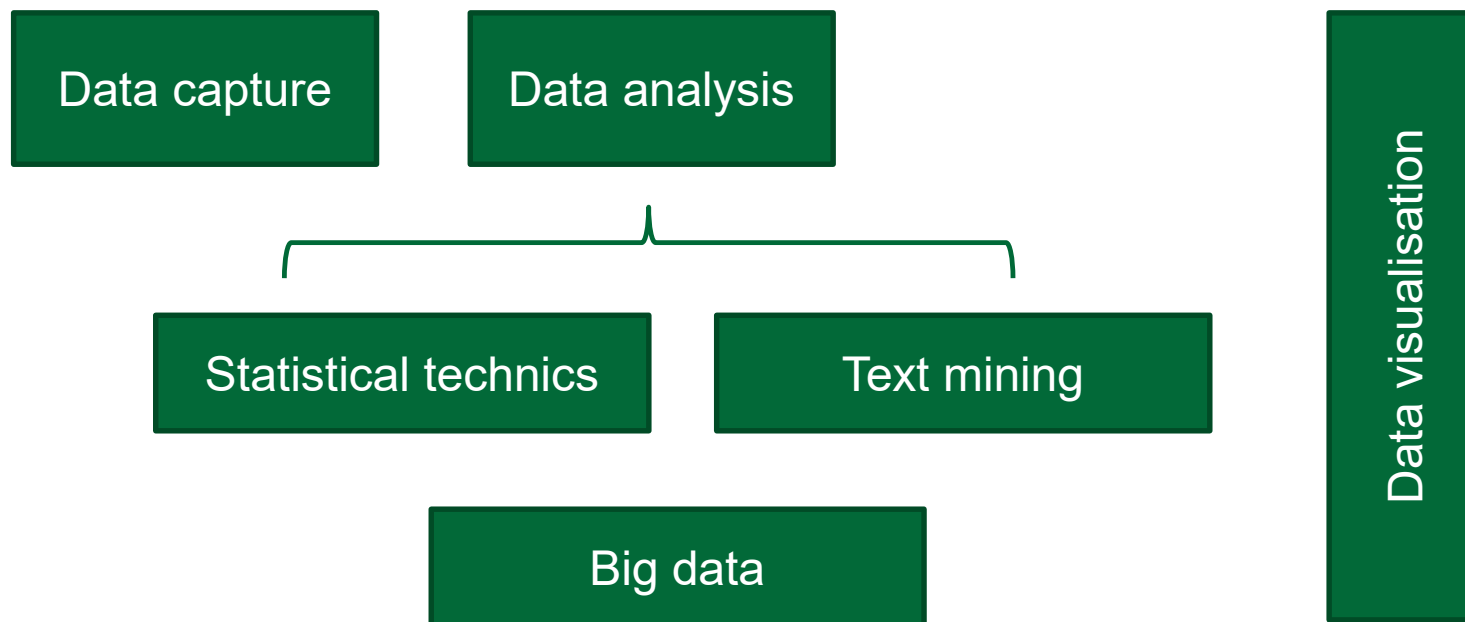 Data capture
Data analysis
Statistical technics
Text mining
Big data
Data visualisation